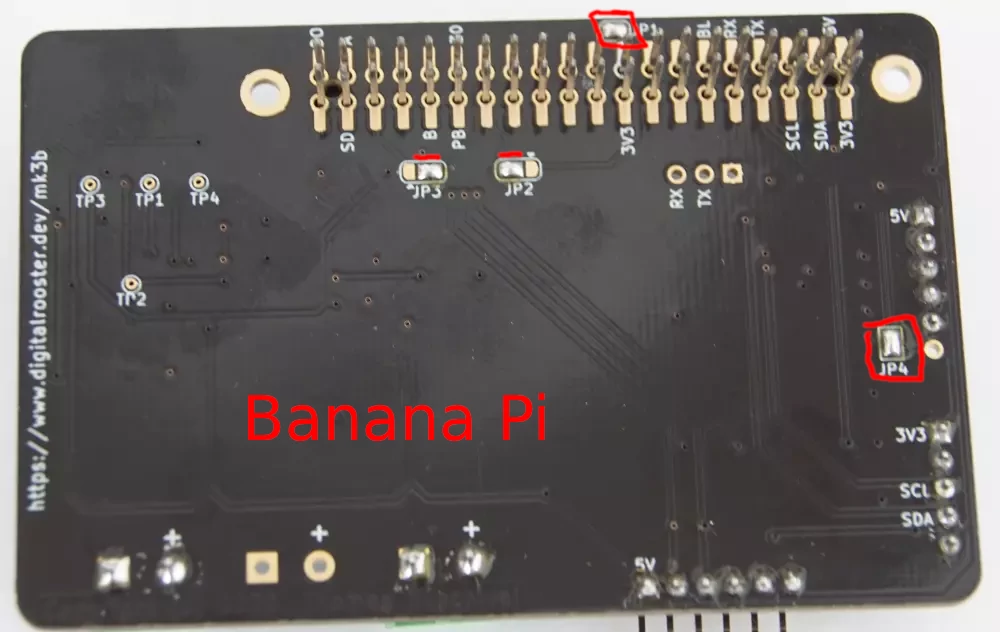 JP1
BL RX TX 5V
SD B PB 3V3 SCL SDA 3V3
JP3 JP2
RX TX
TP3 TP1 TP4
TP2
5V
JP4
https://www.digitalrooster.dev/mk3b
Banana Pi
3V3
SCL
SDA
+ + +
5V